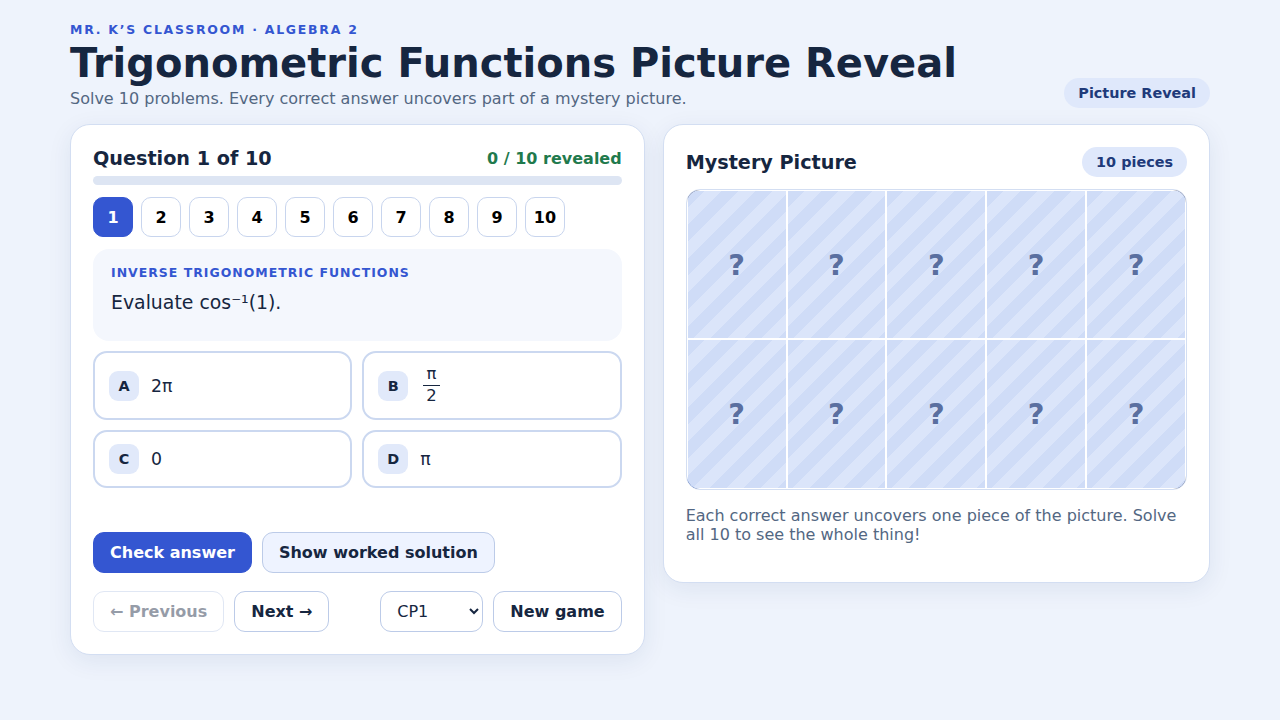 MR. K’S CLASSROOM · ALGEBRA 2
Trigonometric Functions Picture Reveal
Solve 10 problems. Every correct answer uncovers part of a mystery picture.
Picture Reveal
Question 1 of 10
0 / 10 revealed
1 2 3 4 5 6 7 8 9 10
INVERSE TRIGONOMETRIC FUNCTIONS
Evaluate cos⁻¹(1).
A 2π
B π/2
C 0
D π
Check answer
Show worked solution
← Previous
Next →
CP1
New game
Mystery Picture
10 pieces
? ? ? ? ?
? ? ? ? ?
Each correct answer uncovers one piece of the picture. Solve
all 10 to see the whole thing!